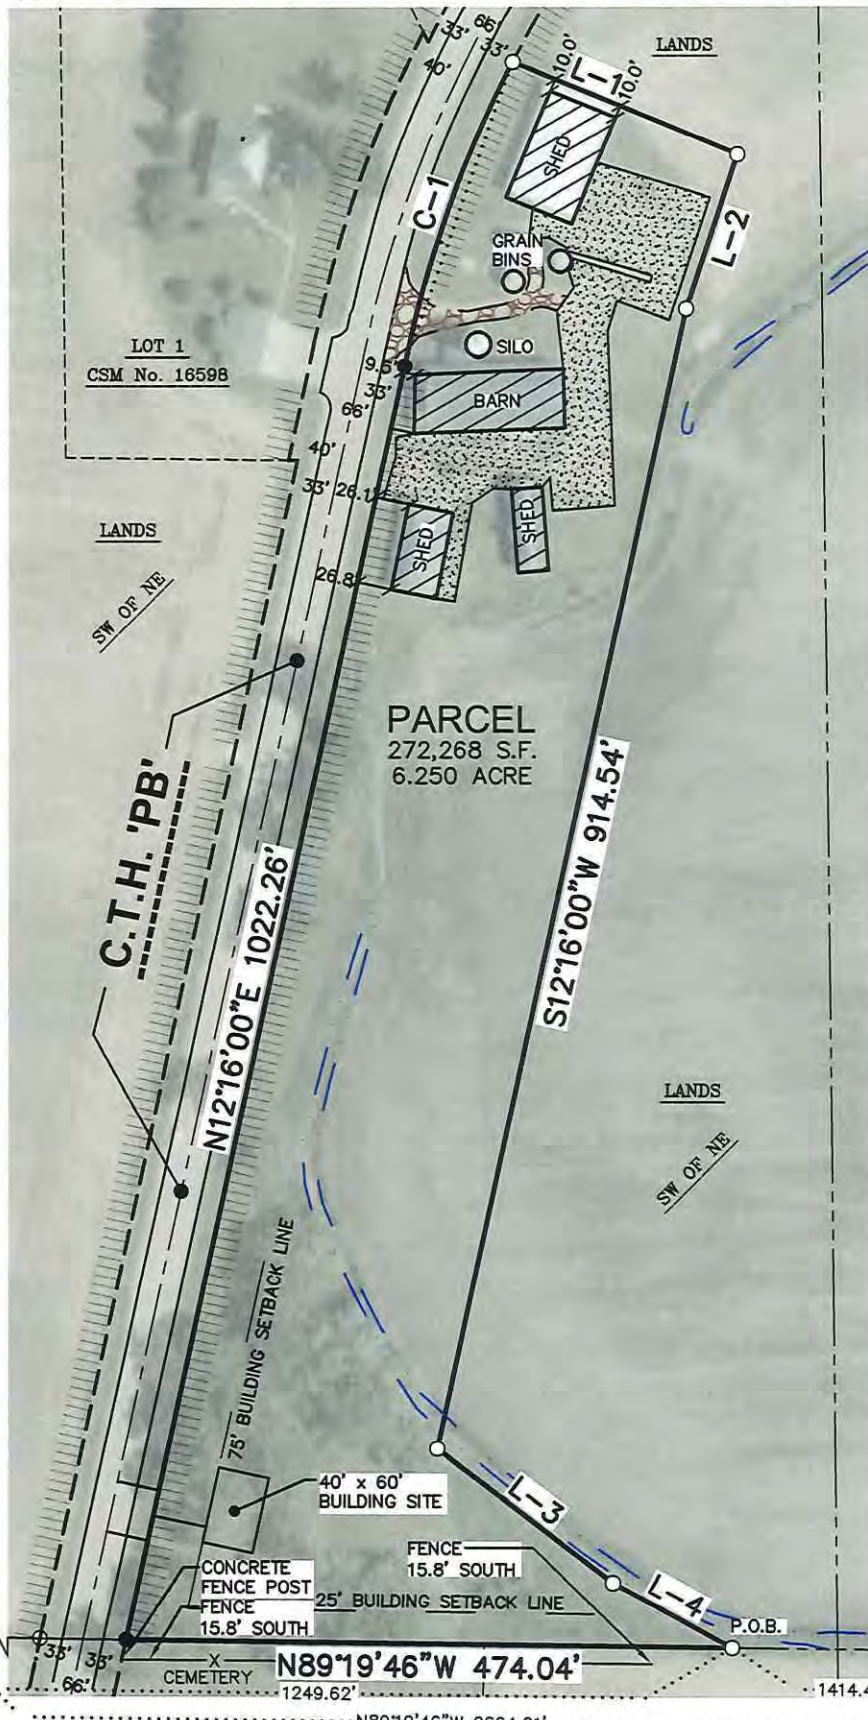 66'
33'
33'
40'
LANDS
10.0'
L-1
10.0'
SHED
C-1
L-2
GRAIN
BINS
LOT 1
CSM No. 16598
SILO
9.6'
33'
BARN
66'
40'
33'
26.1'
SHED
SHED
LANDS
26.8'
SW OF NE
PARCEL
272,268 S.F.
6.250 ACRE
C.T.H. 'PB'
S12°16'00"W 914.54'
N12°16'00"E 1022.26'
LANDS
SW OF NE
75' BUILDING SETBACK LINE
40' x 60'
BUILDING SITE
L-3
CONCRETE
FENCE POST
FENCE
15.8' SOUTH
25' BUILDING SETBACK LINE
L-4
FENCE
15.8' SOUTH
P.O.B.
33'
33'
66'
X
CEMETERY
N89°19'46"W 474.04'
1249.62'
1414.4